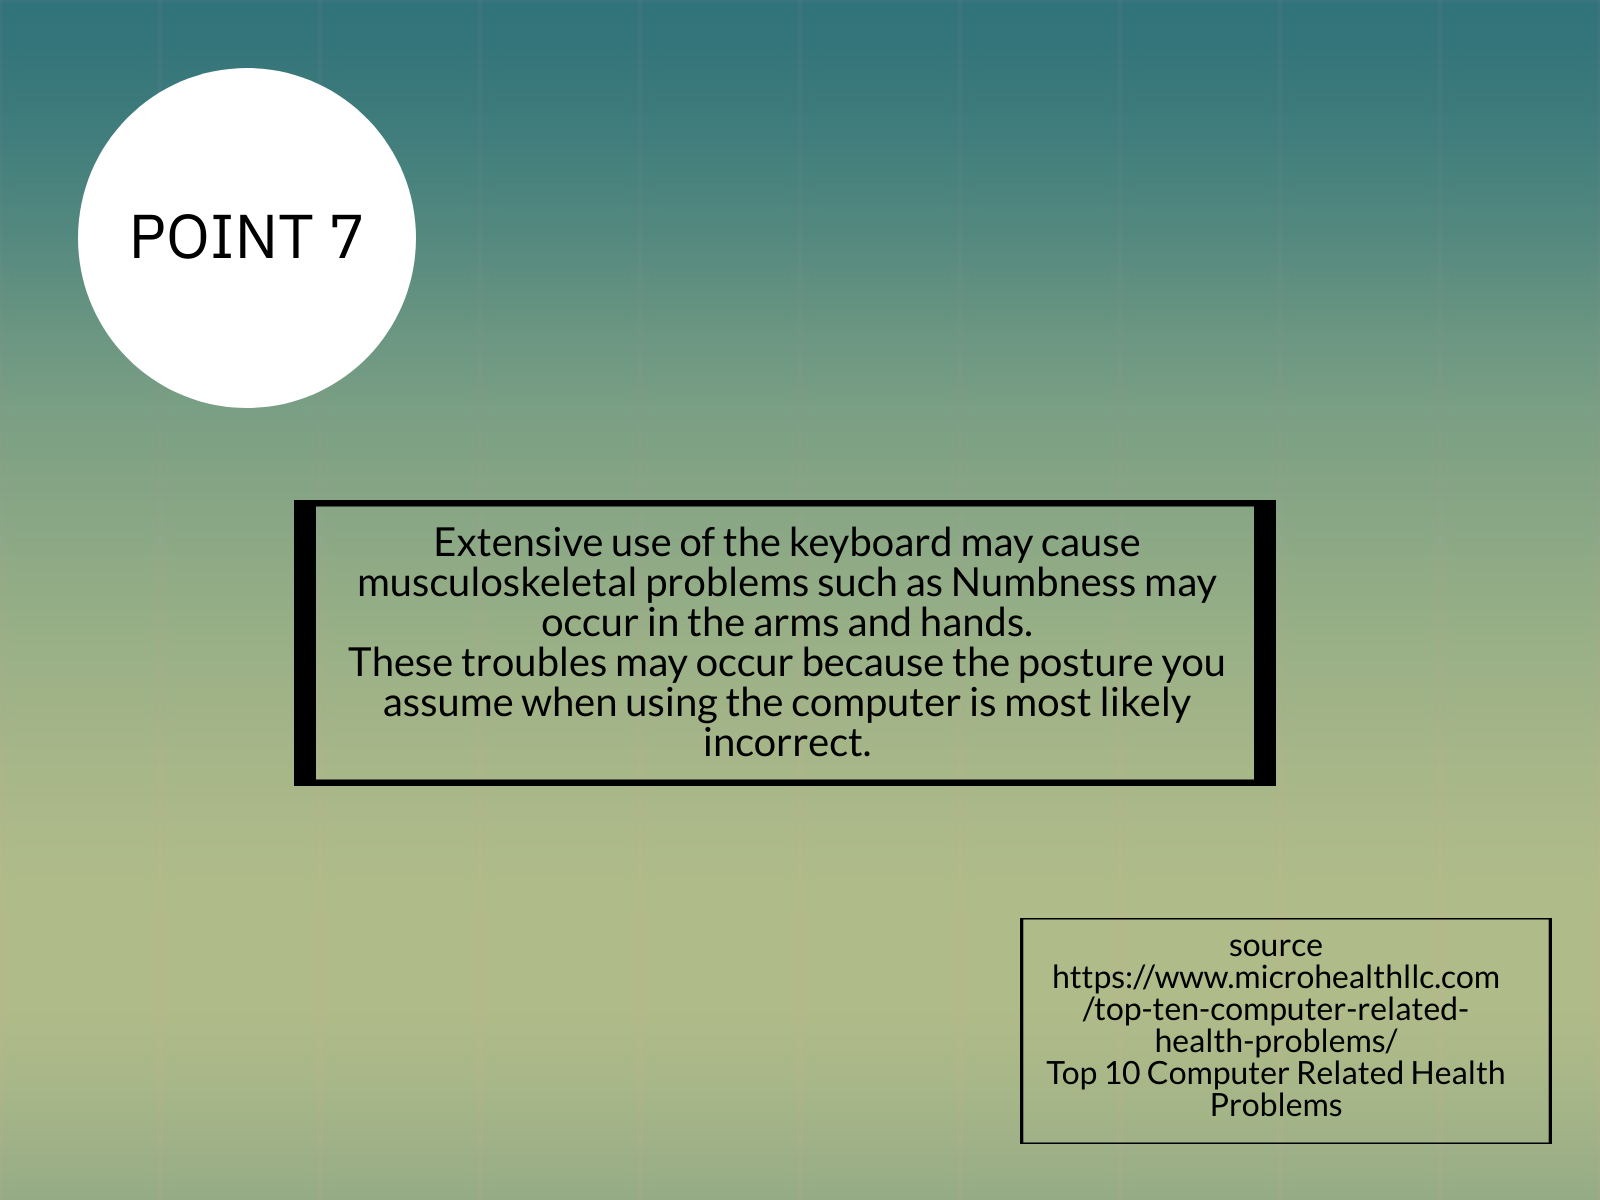 POINT 7
Extensive use of the keyboard may cause
musculoskeletal problems such as Numbness may
occur in the arms and hands.
These troubles may occur because the posture you
assume when using the computer is most likely
incorrect.
source
https://www.microhealthllc.com
/top-ten-computer-related-
health-problems/
Top 10 Computer Related Health
Problems